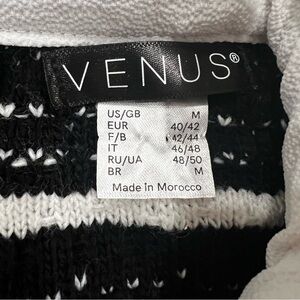 VENUS®
US/GB M
EUR 40/42
F/B 42/44
IT 46/48
RU/UA 48/50
BR M
Made in Morocco